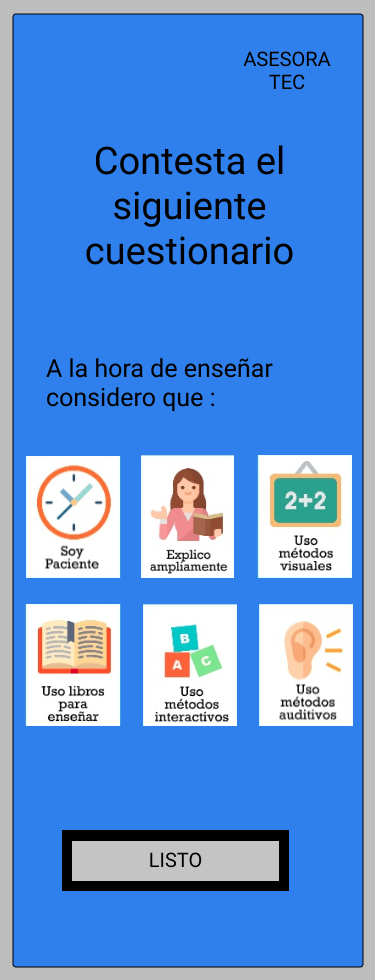 ASESORA
TEC
Contesta el
siguiente
cuestionario
A la hora de enseñar
considero que :
Soy
Paciente
Explico
ampliamente
2+2
Uso
métodos
visuales
Uso libros
para
enseñar
B
A C
Uso
métodos
interactivos
Uso
métodos
auditivos
LISTO